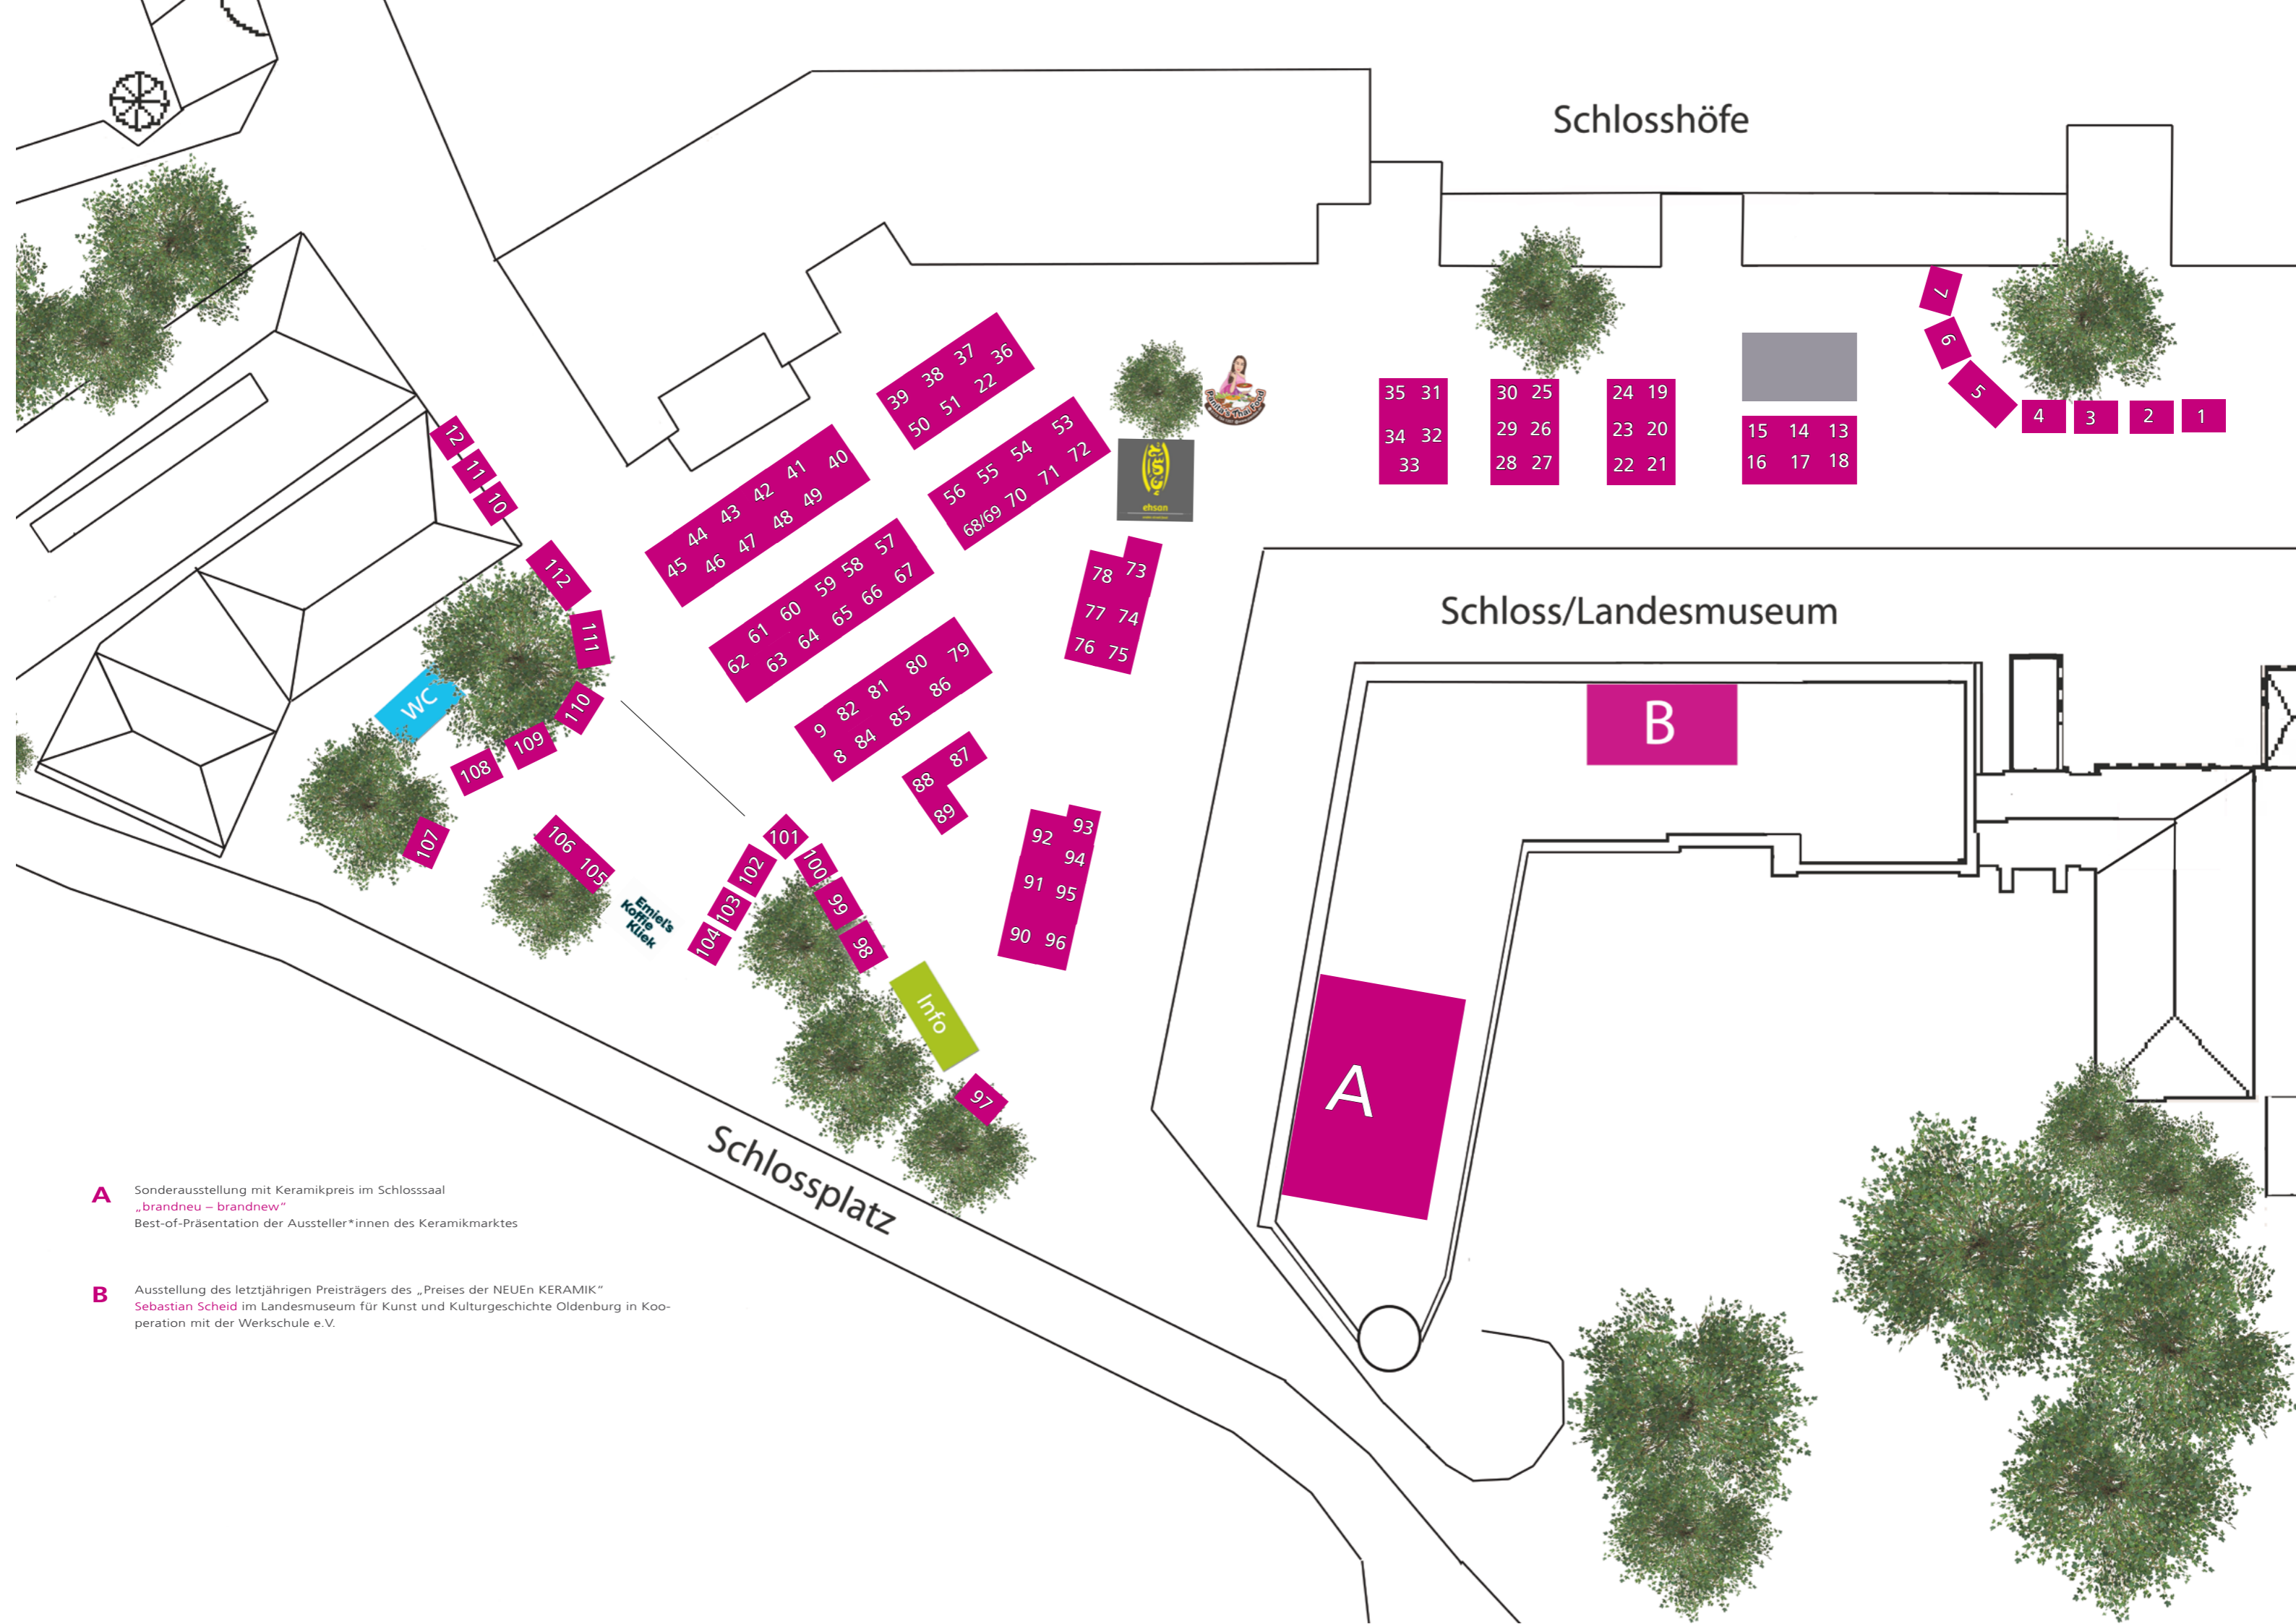 Schlosshöfe
7
6
5
4 3 2 1
39 38 37 36
50 51 22
Parita's Thai Food
35 31
34 32
33
30 25
29 26
28 27
24 19
23 20
22 21
15 14 13
16 17 18
12
11
10
45 44 43 42 41 40
46 47 48 49
56 55 54 53
68/69 70 71 72
ehson
112
111
110
109
108
107
WC
62 61 60 59 58 57
63 64 65 66 67
78 73
77 74
76 75
Schloss/Landesmuseum
9 82 81 80 79
8 84 85 86
B
88 87
89
92 93
94
91 95
90 96
106 105
Emiel's
Koffie
Kliek
101
102
103
104
100
99
98
Info
97
A
Schlossplatz
A Sonderausstellung mit Keramikpreis im Schlosssaal
„brandneu – brandnew“
Best-of-Präsentation der Aussteller*innen des Keramikmarktes
B Ausstellung des letztjährigen Preisträgers des „Preises der NEUEn KERAMIK“
Sebastian Scheid im Landesmuseum für Kunst und Kulturgeschichte Oldenburg in Koo-
peration mit der Werkschule e.V.